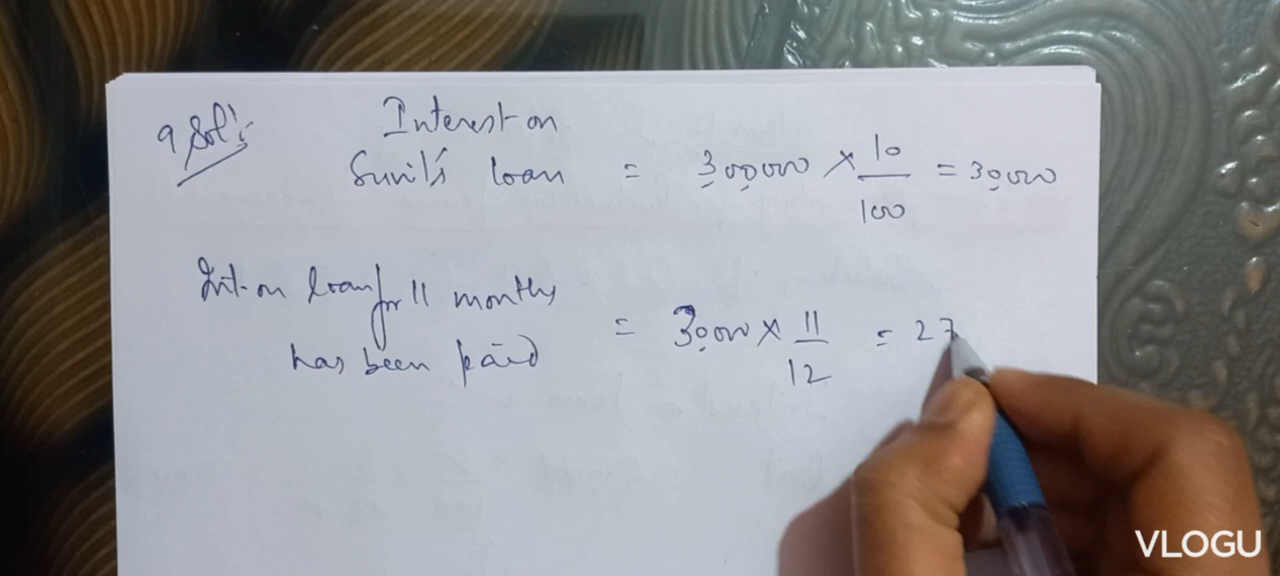 9 Sol':
Interest on
Sunil's loan = 3,00,000 × 10/100 = 30,000
Int-on loan for 11 months
has been paid = 30,000 × 11/12 = 27
VLOGU